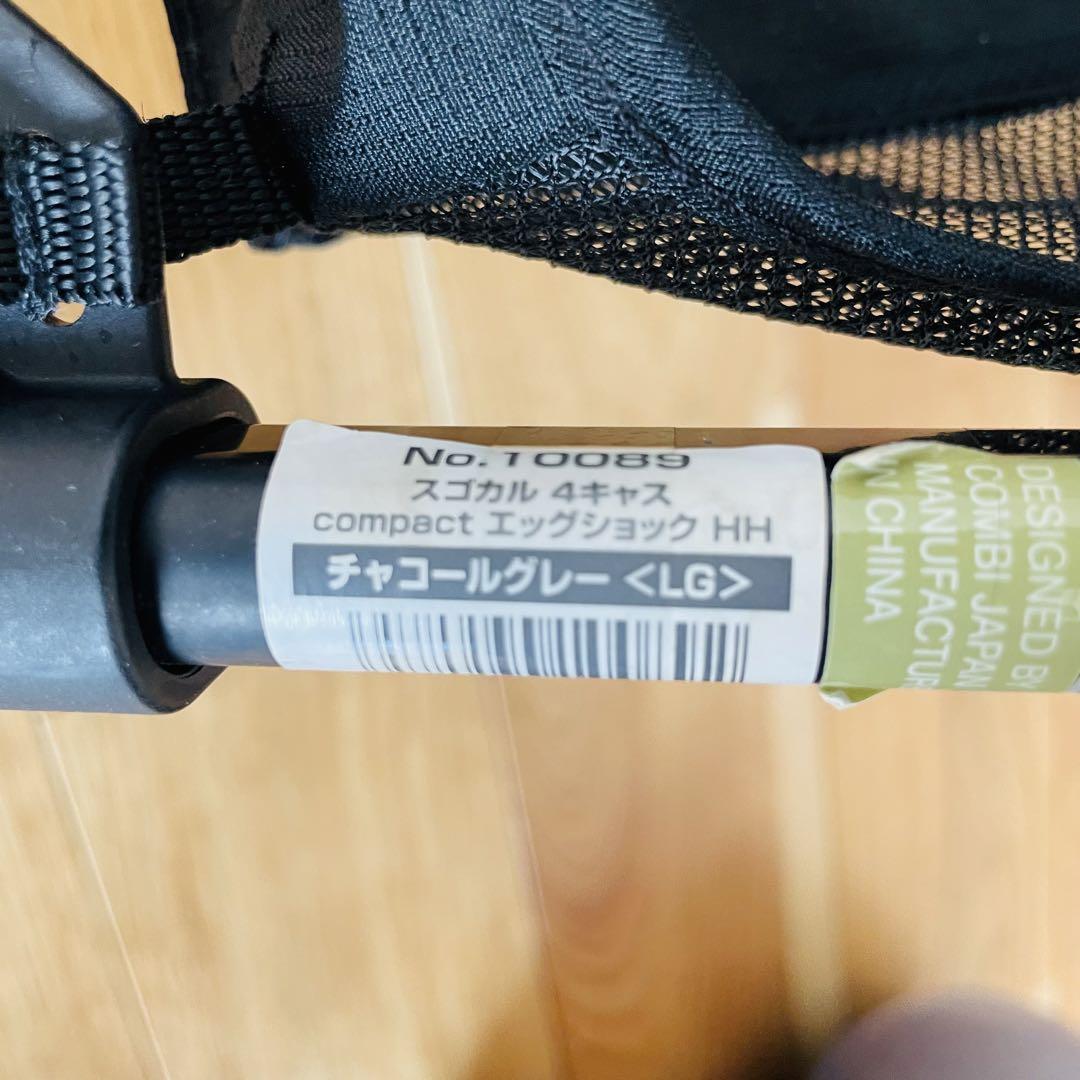 No.10089
スゴカル 4キャス
compact エッグショック HH
チャコールグレー <LG>
DESIGNED BY
COMBI JAPAN
IN CHINA